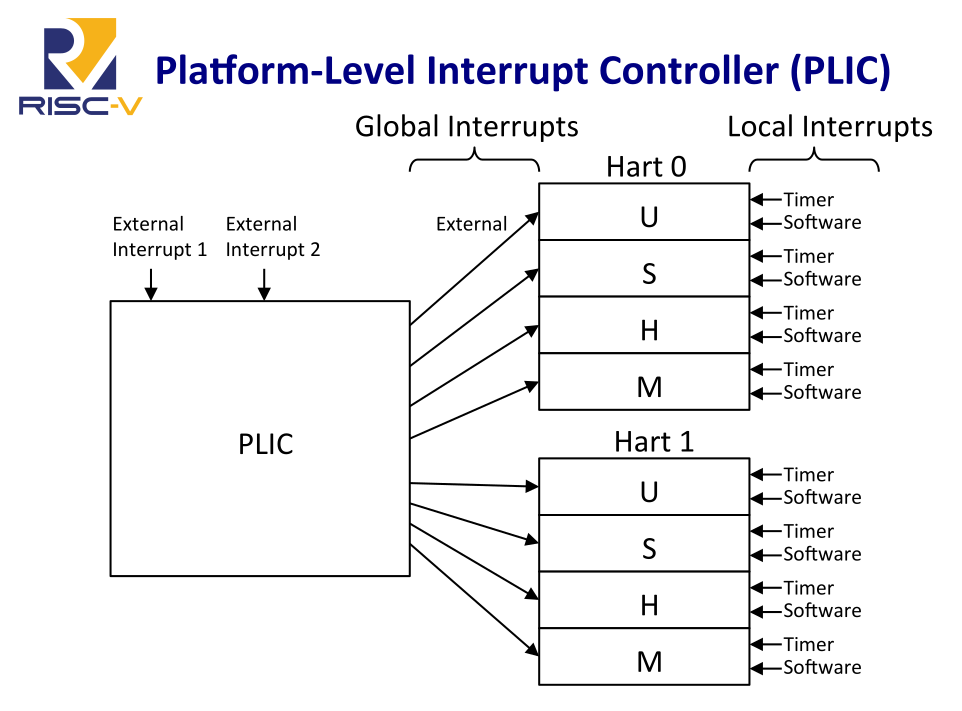 RISC-V
Platform-Level Interrupt Controller (PLIC)
Global Interrupts
Local Interrupts
Hart 0
External
Interrupt 1
External
Interrupt 2
External
PLIC
U
Timer
Software
S
Timer
Software
H
Timer
Software
M
Timer
Software
Hart 1
U
Timer
Software
S
Timer
Software
H
Timer
Software
M
Timer
Software